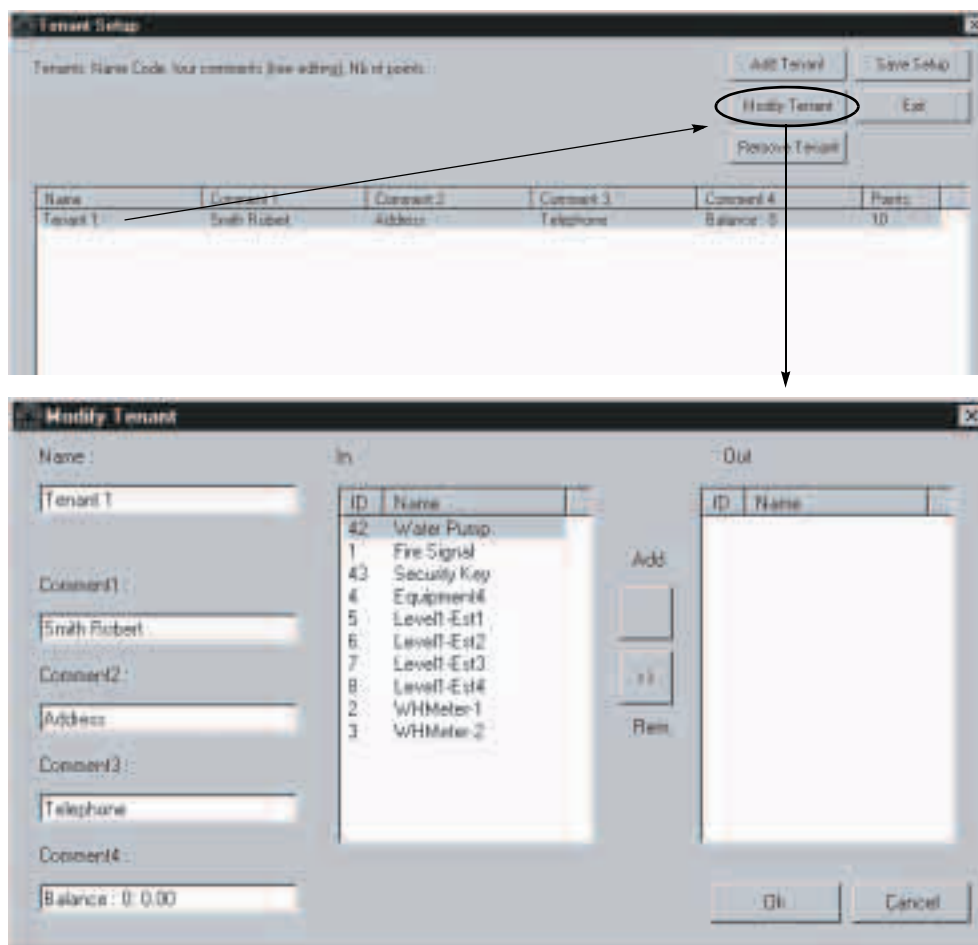 Tenant Setup
Tenants: Name Code. Your comments (free editing). Nb of points
Add Tenant
Save Setup
Modify Tenant
Exit
Remove Tenant
Name Comment 1 Comment 2 Comment 3 Comment 4 Points
Tenant 1 Smith Robert Address Telephone Balance : 0 10
Modify Tenant
Name :
In
Out
Tenant 1
ID Name
ID Name
42 Water Pump
1 Fire Signal
43 Security Key
4 Equipment4
5 Level1-Est1
6 Level1-Est2
7 Level1-Est3
8 Level1-Est4
2 WHMeter-1
3 WHMeter-2
Add
Rem
Comment1 :
Smith Robert
Comment2 :
Address
Comment3 :
Telephone
Comment4 :
Balance : 0: 0.00
Ok
Cancel